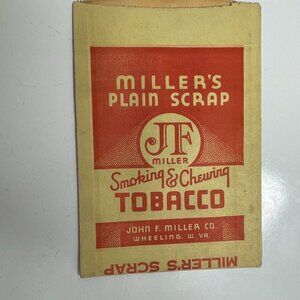 MILLER'S
PLAIN SCRAP
JF
MILLER
Smoking & Chewing
TOBACCO
JOHN F. MILLER CO.
WHEELING. W. VA.
MILLER'S SCRAP